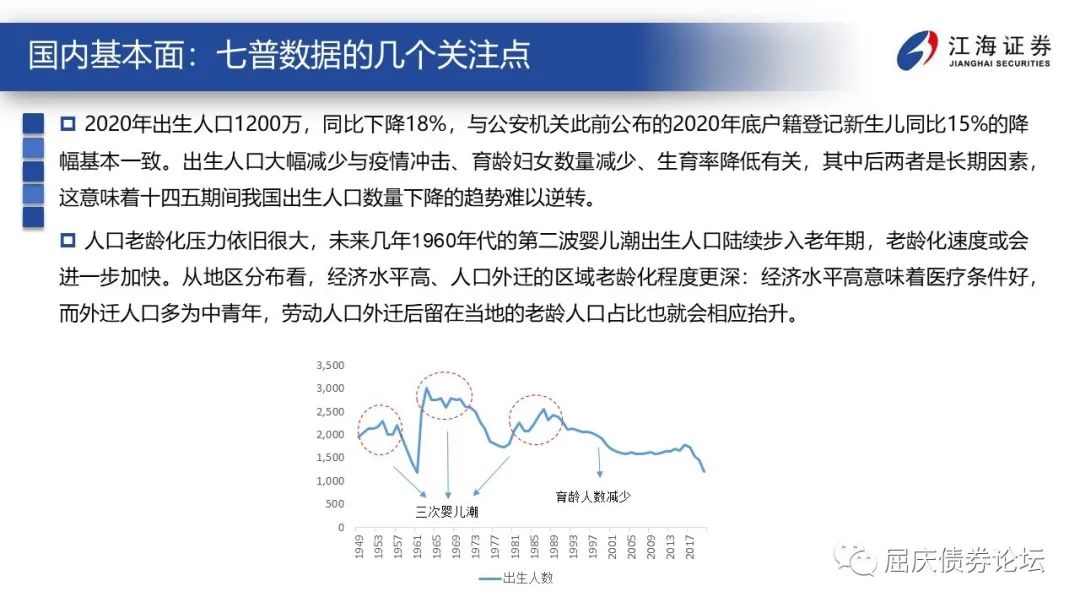 国内基本面：七普数据的几个关注点
江海证券
JIANGHAI SECURITIES
2020年出生人口1200万，同比下降18%，与公安机关此前公布的2020年底户籍登记新生儿同比15%的降
幅基本一致。出生人口大幅减少与疫情冲击、育龄妇女数量减少、生育率降低有关，其中后两者是长期因素，
这意味着十四五期间我国出生人口数量下降的趋势难以逆转。
人口老龄化压力依旧很大，未来几年1960年代的第二波婴儿潮出生人口陆续步入老年期，老龄化速度或会
进一步加快。从地区分布看，经济水平高、人口外迁的区域老龄化程度更深：经济水平高意味着医疗条件好，
而外迁人口多为中青年，劳动人口外迁后留在当地的老龄人口占比也就会相应抬升。
3,500
3,000
2,500
2,000
1,500
1,000
500
0
三次婴儿潮
育龄人数减少
1949 1953 1957 1961 1965 1969 1973 1977 1981 1985 1989 1993 1997 2001 2005 2009 2013 2017
出生人数
屈庆债券论坛